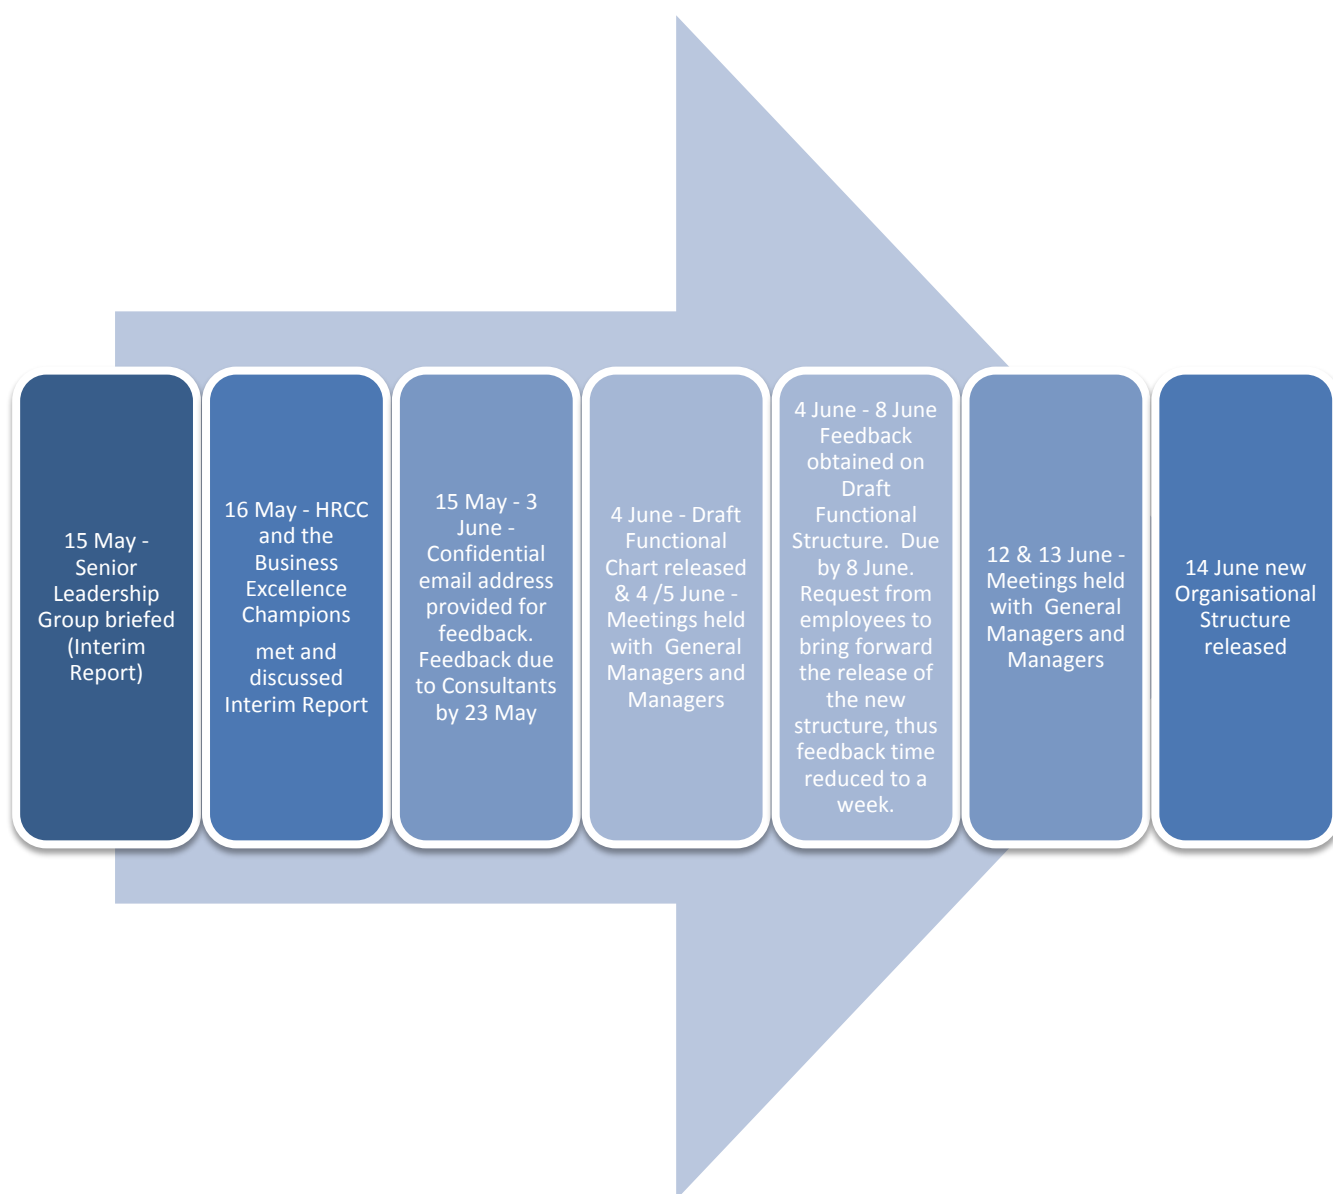 15 May -
Senior
Leadership
Group briefed
(Interim
Report)
16 May - HRCC
and the
Business
Excellence
Champions
met and
discussed
Interim Report
15 May - 3
June -
Confidential
email address
provided for
feedback.
Feedback due
to Consultants
by 23 May
4 June - Draft
Functional
Chart released
& 4 /5 June -
Meetings held
with  General
Managers and
Managers
4 June - 8 June
Feedback
obtained on
Draft
Functional
Structure.  Due
by 8 June.
Request from
employees to
bring forward
the release of
the new
structure, thus
feedback time
reduced to a
week.
12 & 13 June -
Meetings held
with  General
Managers and
Managers
14 June new
Organisational
Structure
released